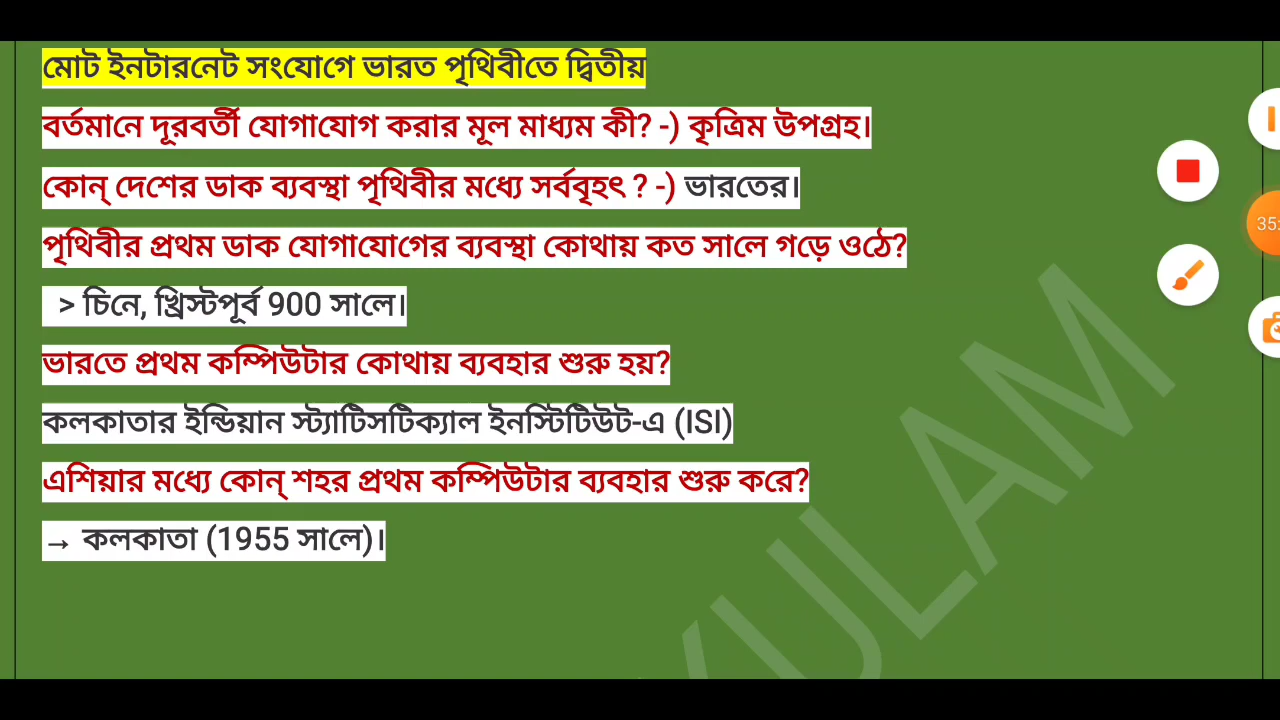 মোট ইনটারনেট সংযোগে ভারত পৃথিবীতে দ্বিতীয়
বর্তমানে দূরবর্তী যোগাযোগ করার মূল মাধ্যম কী? -) কৃত্রিম উপগ্রহ।
কোন্ দেশের ডাক ব্যবস্থা পৃথিবীর মধ্যে সর্ববৃহৎ ? -) ভারতের।
পৃথিবীর প্রথম ডাক যোগাযোগের ব্যবস্থা কোথায় কত সালে গড়ে ওঠে?
> চিনে, খ্রিস্টপূর্ব 900 সালে।
ভারতে প্রথম কম্পিউটার কোথায় ব্যবহার শুরু হয়?
কলকাতার ইন্ডিয়ান স্ট্যাটিসটিক্যাল ইনস্টিটিউট-এ (ISI)
এশিয়ার মধ্যে কোন্ শহর প্রথম কম্পিউটার ব্যবহার শুরু করে?
→ কলকাতা (1955 সালে)।